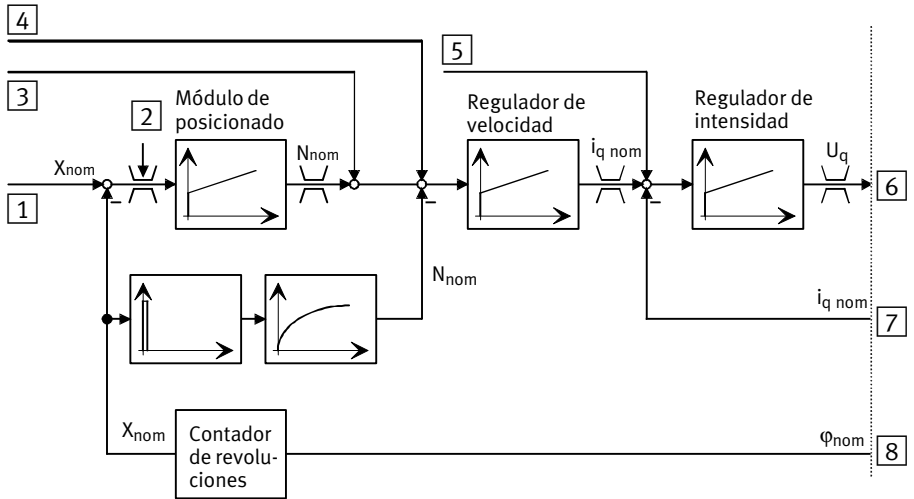 4
5
3
Módulo de
posicionado
2
Regulador de
velocidad
Regulador de
intensidad
Xnom
Nnom
iq nom
Uq
1
6
Nnom
iq nom
7
Xnom
Contador
de revolu-
ciones
φnom
8